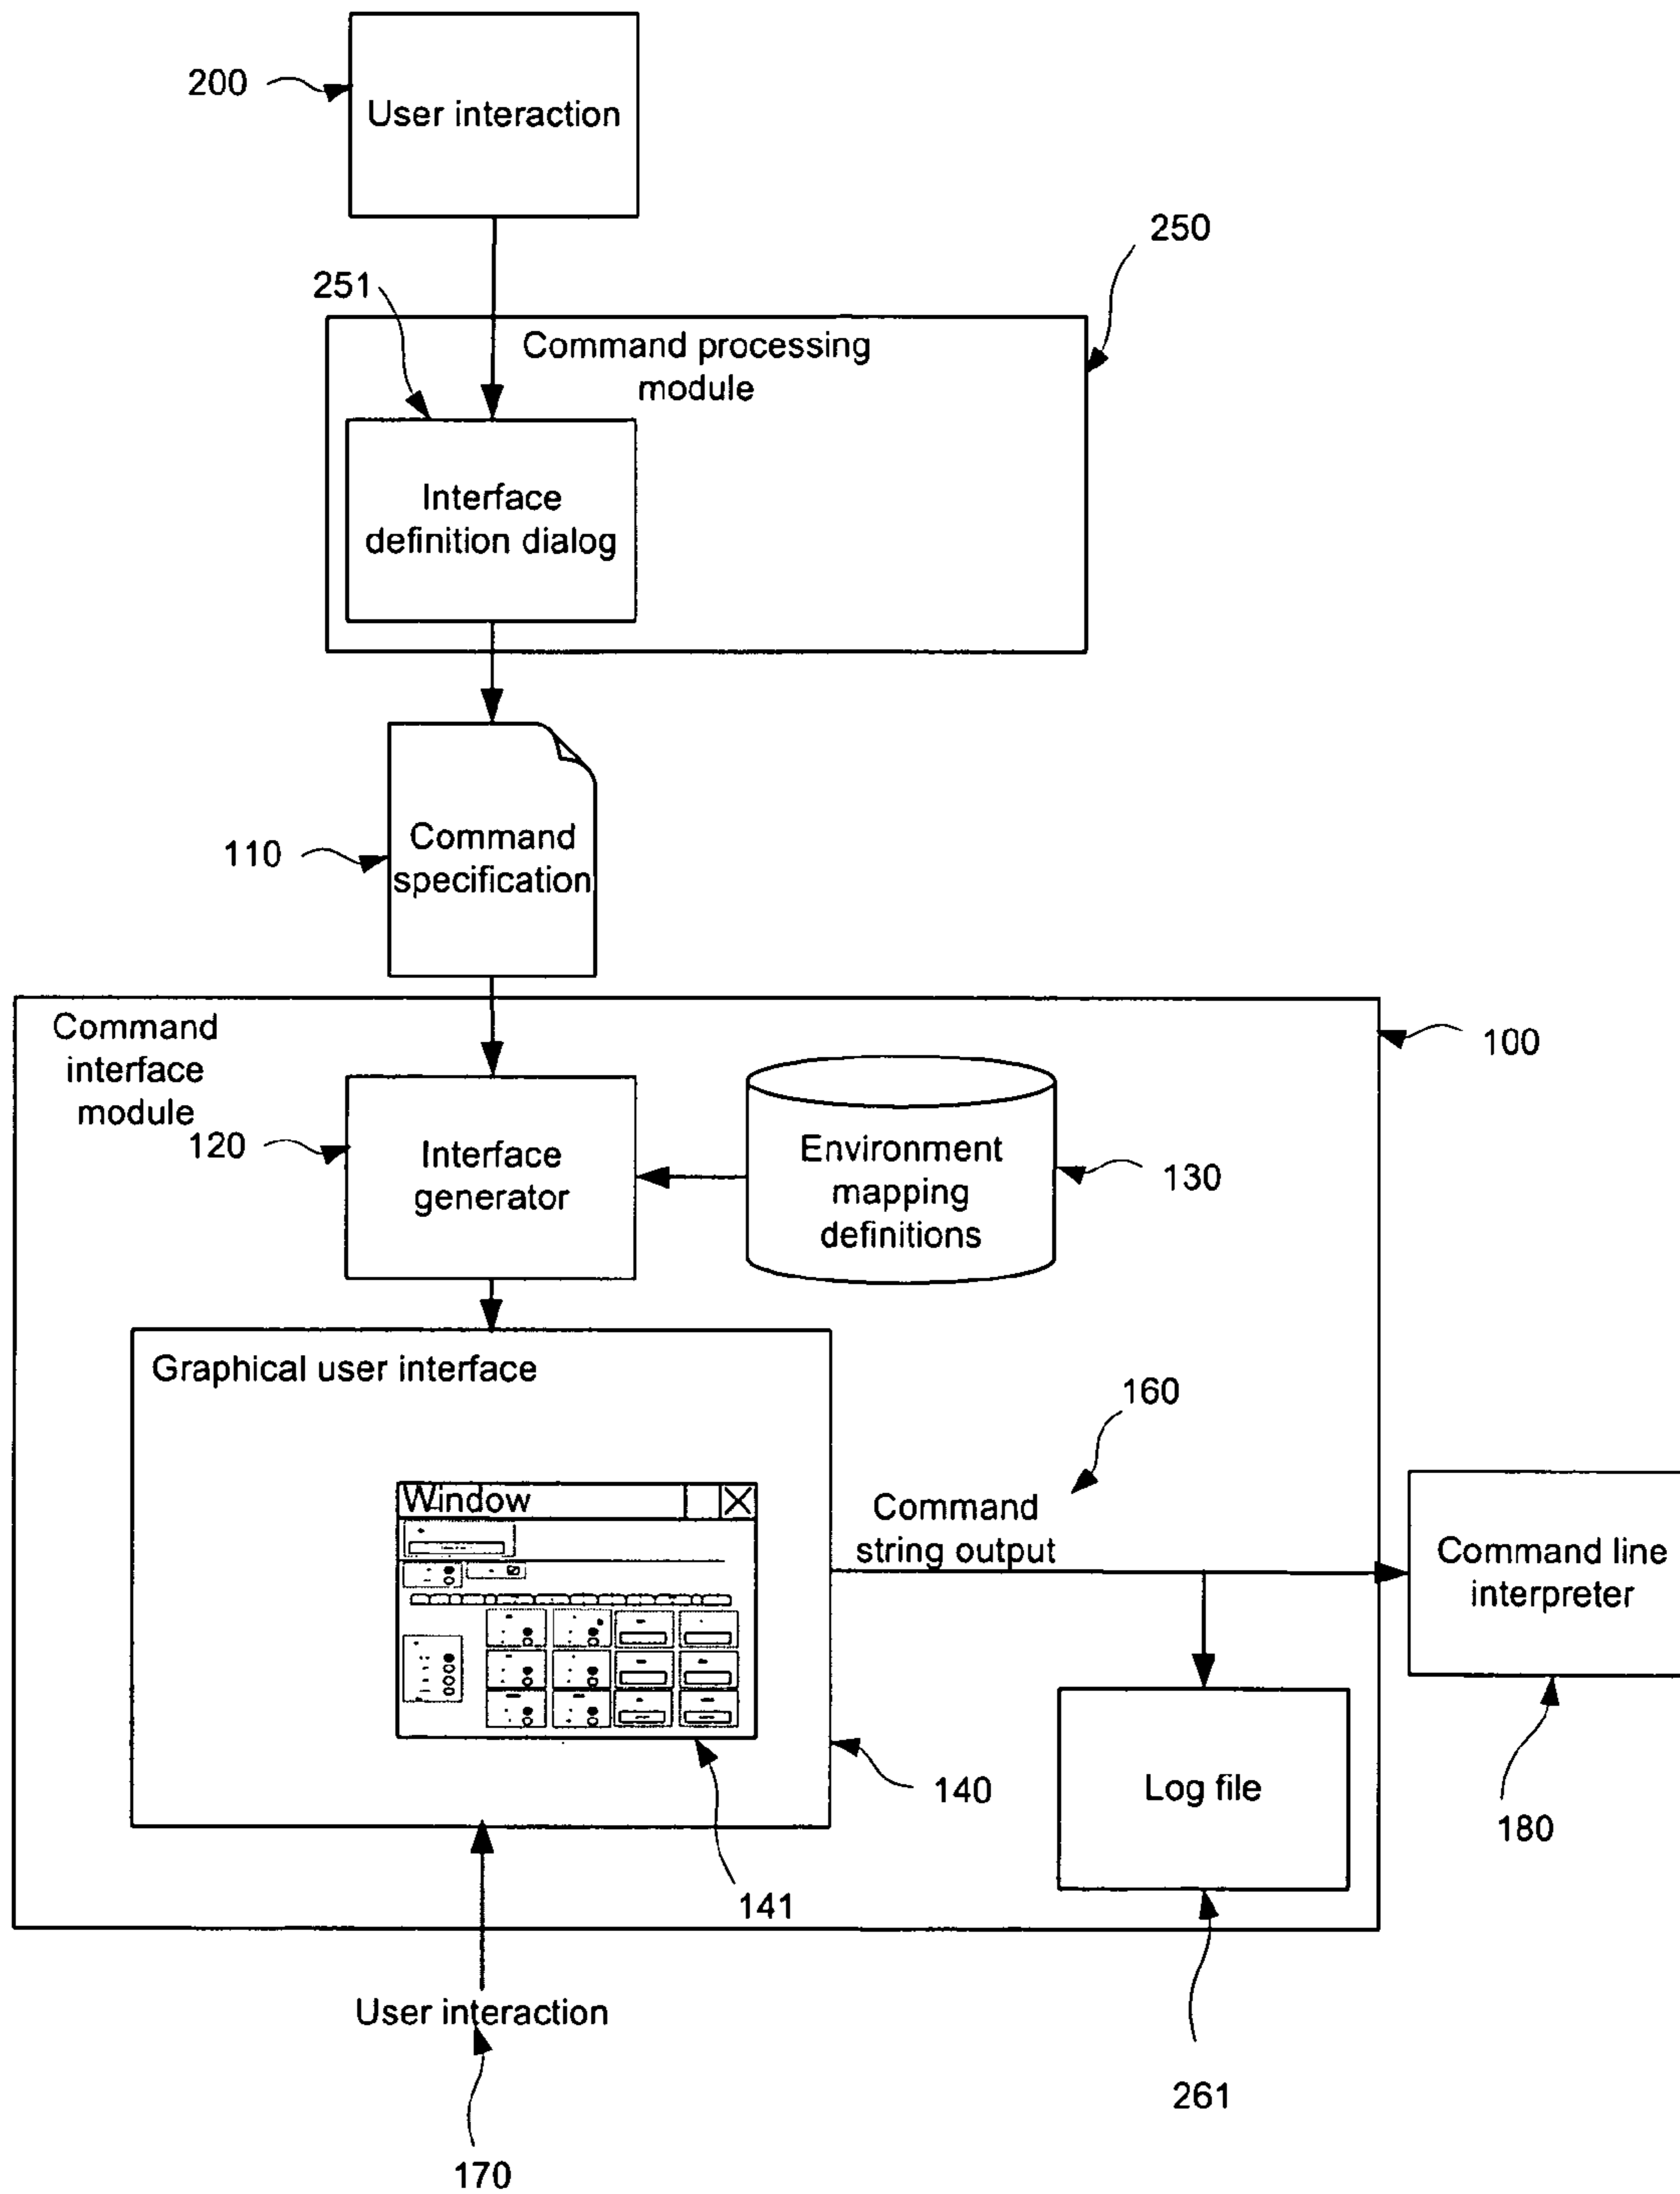 200
User interaction
250
251
Command processing
module
Interface
definition dialog
110
Command
specification
Command
interface
module
100
120
Interface
generator
Environment
mapping
definitions
130
Graphical user interface
160
Window
Command
string output
Command line
interpreter
Log file
140
180
141
User interaction
261
170